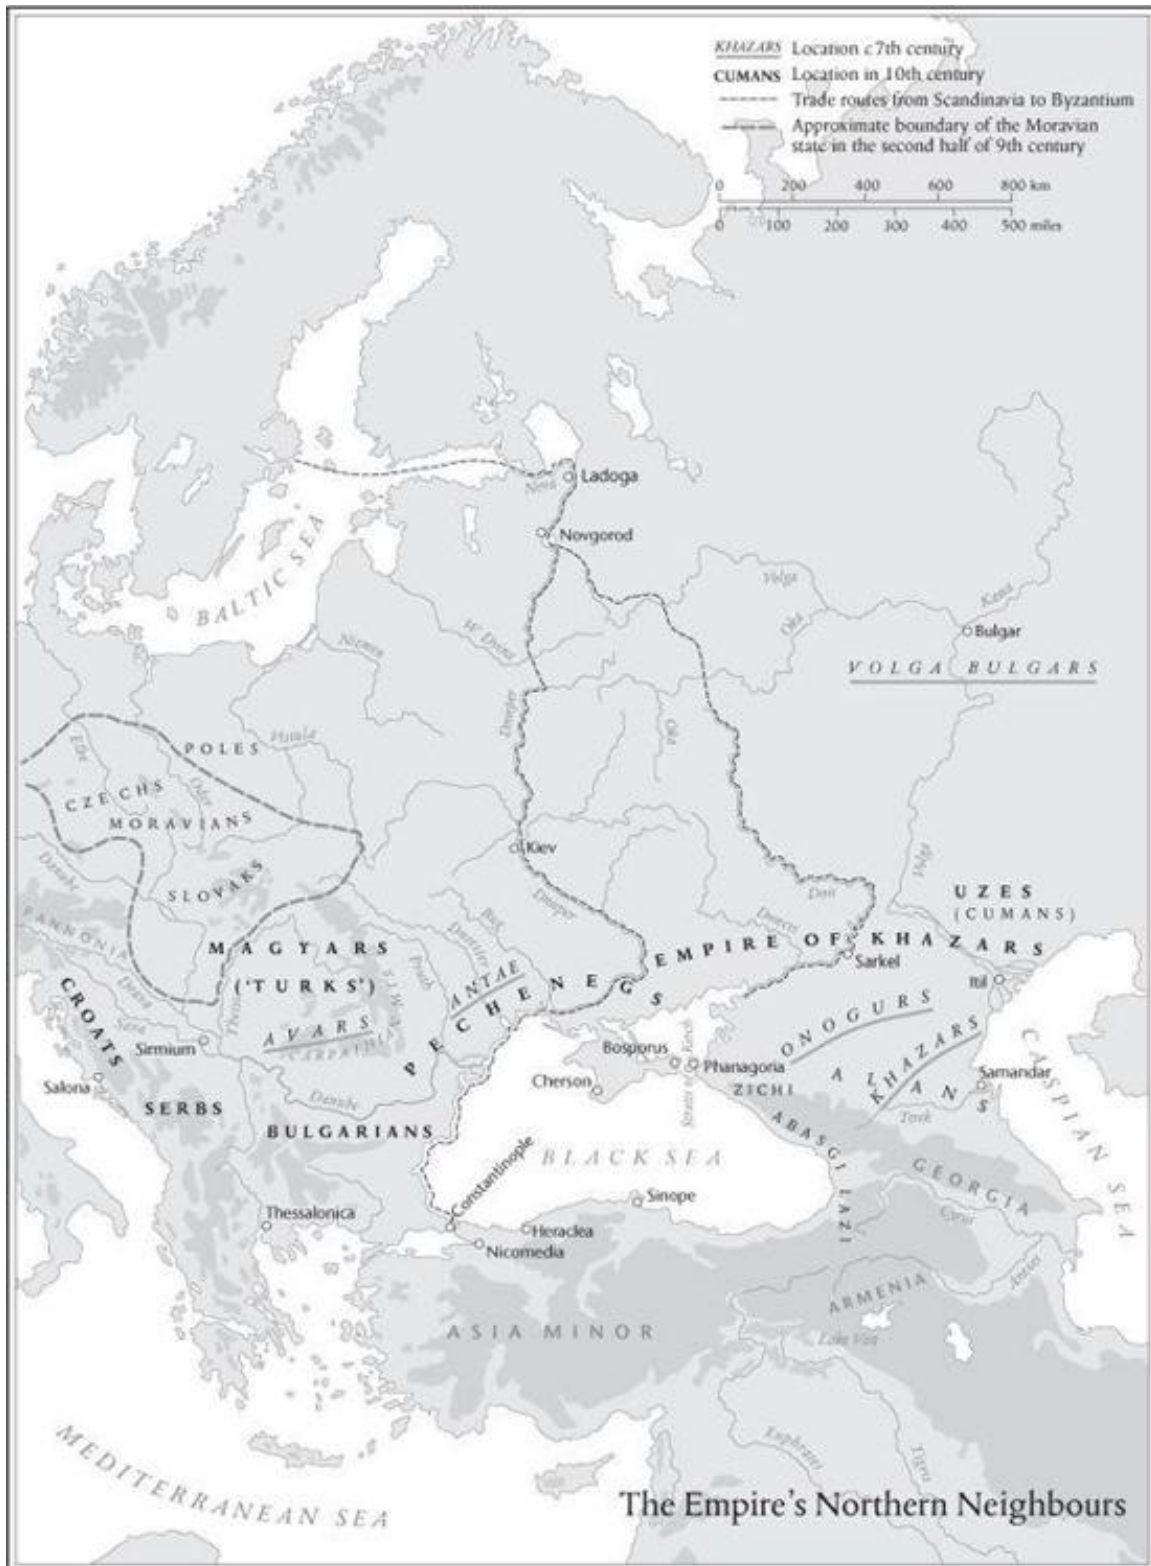 KHAZARS Location c 7th century
CUMANS Location in 10th century
Trade routes from Scandinavia to Byzantium
Approximate boundary of the Moravian
state in the second half of 9th century
0 200 400 600 800 km
0 100 200 300 400 500 miles
Ladoga
Neva
Novgorod
BALTIC SEA
Volga
Kama
Oka
Bulgar
W. Dvina
Niemen
VOLGA BULGARS
Dnieper
Oka
POLES
Vistula
Elbe
Oder
CZECHS
MORAVIANS
Kiev
Danube
SLOVAKS
Volga
Don
UZES
(CUMANS)
Dnieper
Donets
PANNONIA
Bug
Dniester
MAGYARS
('TURKS')
EMPIRE OF KHAZARS
Sarkel
Prut
ANTAE
PECHENEGS
Itil
Drava
CROATS
Sava
AVARS
ONOGURS
Sirmium
KHAZARS
Bosporus
Phanagoria
Salona
Cherson
ZICHI
ALANS
Samandar
CASPIAN SEA
SERBS
Danube
Terek
BULGARIANS
ABASGI
BLACK SEA
Constantinople
GEORGIA
LAZI
Sinope
Thessalonica
Heraclea
Cyrus
Nicomedia
Araxes
ARMENIA
ASIA MINOR
Lake Van
Euphrates
Tigris
MEDITERRANEAN SEA
The Empire's Northern Neighbours